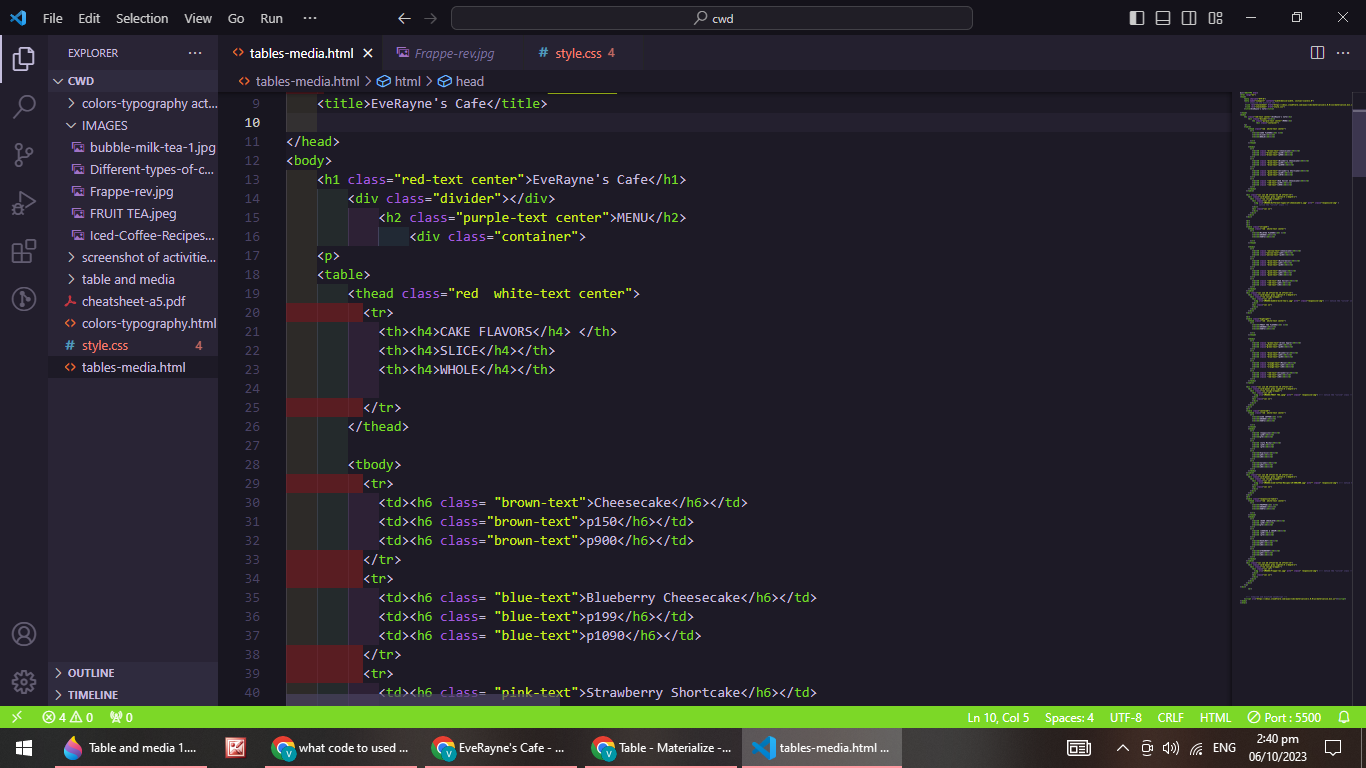 File Edit Selection View Go Run ···
cwd
EXPLORER ···
CWD
colors-typography act...
IMAGES
bubble-milk-tea-1.jpg
Different-types-of-c...
Frappe-rev.jpg
FRUIT TEA.jpeg
Iced-Coffee-Recipes...
screenshot of activitie...
table and media
cheatsheet-a5.pdf
colors-typography.html
# style.css 4
<> tables-media.html
OUTLINE
TIMELINE
<> tables-media.html Frappe-rev.jpg # style.css 4
<> tables-media.html > html > head
9 <title>EveRayne's Cafe</title>
10
11 </head>
12 <body>
13 <h1 class="red-text center">EveRayne's Cafe</h1>
14 <div class="divider"></div>
15 <h2 class="purple-text center">MENU</h2>
16 <div class="container">
17 <p>
18 <table>
19 <thead class="red  white-text center">
20 <tr>
21 <th><h4>CAKE FLAVORS</h4> </th>
22 <th><h4>SLICE</h4></th>
23 <th><h4>WHOLE</h4></th>
24
25 </tr>
26 </thead>
27
28 <tbody>
29 <tr>
30 <td><h6 class= "brown-text">Cheesecake</h6></td>
31 <td><h6 class= "brown-text">p150</h6></td>
32 <td><h6 class= "brown-text">p900</h6></td>
33 </tr>
34 <tr>
35 <td><h6 class= "blue-text">Blueberry Cheesecake</h6></td>
36 <td><h6 class= "blue-text">p199</h6></td>
37 <td><h6 class= "blue-text">p1090</h6></td>
38 </tr>
39 <tr>
40 <td><h6 class= "pink-text">Strawberry Shortcake</h6></td>
4 0 0 Ln 10, Col 5 Spaces: 4 UTF-8 CRLF HTML Port : 5500
Table and media 1.... what code to used ... EveRayne's Cafe - ... Table - Materialize -... tables-media.html ... ENG 2:40 pm
06/10/2023